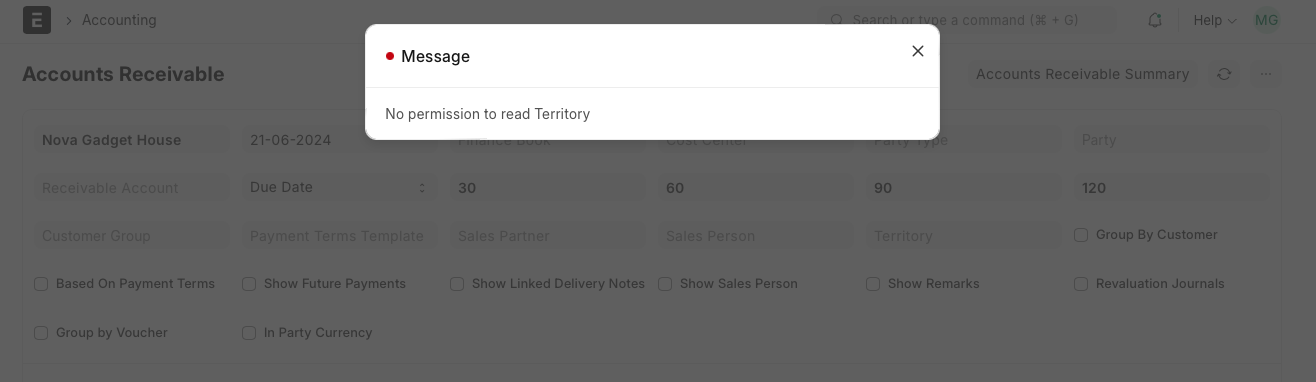 E
Accounting
Search or type a command (⌘ + G)
Help
MG
Message
Accounts Receivable
Accounts Receivable Summary
...
No permission to read Territory
Nova Gadget House
21-06-2024
Finance Book
Cost Center
Party Type
Party
Receivable Account
Due Date
30
60
90
120
Customer Group
Payment Terms Template
Sales Partner
Sales Person
Territory
Group By Customer
Based On Payment Terms
Show Future Payments
Show Linked Delivery Notes
Show Sales Person
Show Remarks
Revaluation Journals
Group by Voucher
In Party Currency